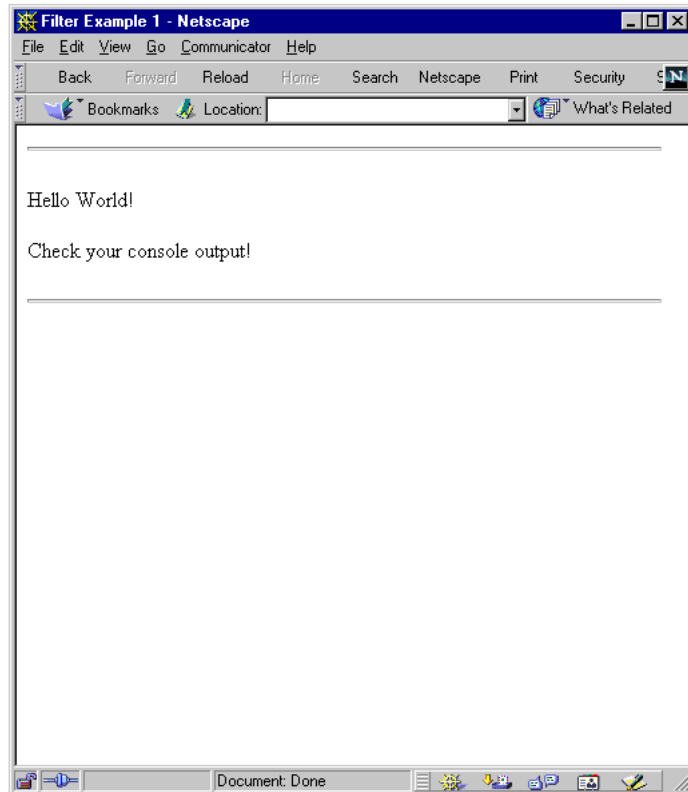 Filter Example 1 - Netscape
File Edit View Go Communicator Help
Back Forward Reload Home Search Netscape Print Security S N
Bookmarks Location: What's Related
Hello World!
Check your console output!
Document: Done